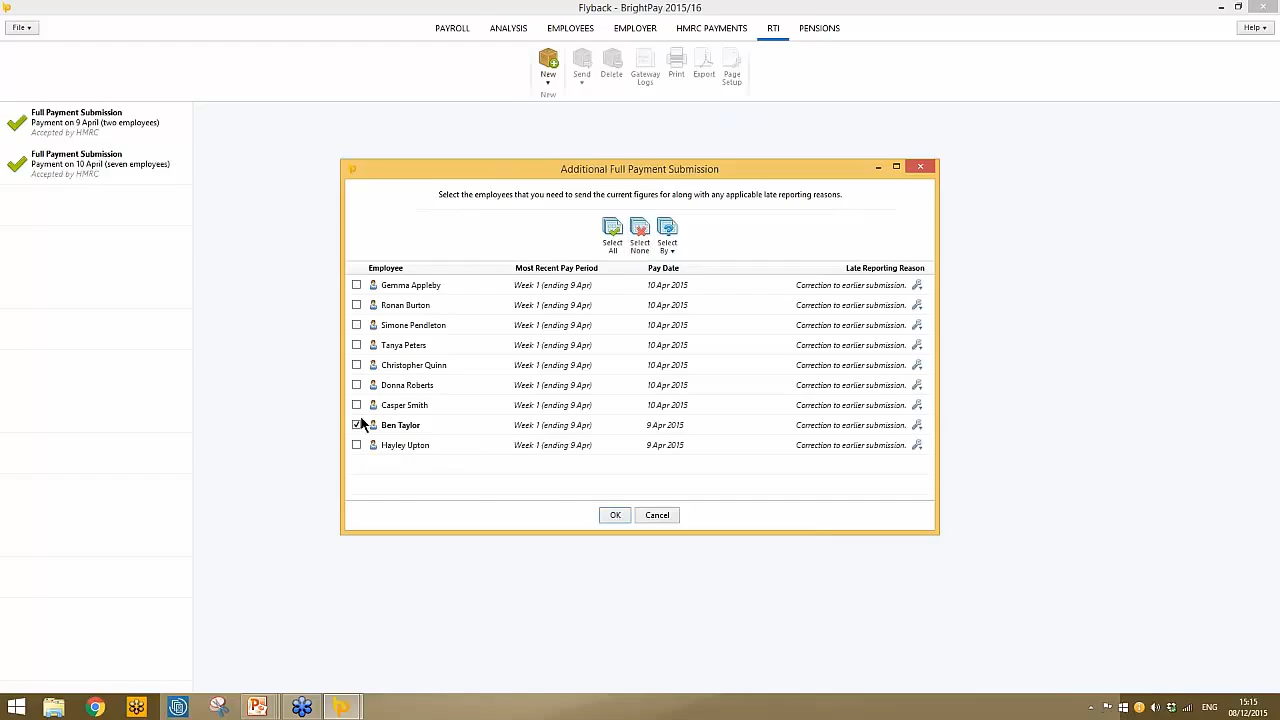 Flyback - BrightPay 2015/16
File
PAYROLL ANALYSIS EMPLOYEES EMPLOYER HMRC PAYMENTS RTI PENSIONS
Help
New Send Delete Gateway Logs Print Export Page Setup
New
Full Payment Submission
Payment on 9 April (two employees)
Accepted by HMRC
Full Payment Submission
Payment on 10 April (seven employees)
Accepted by HMRC
Additional Full Payment Submission
Select the employees that you need to send the current figures for along with any applicable late reporting reasons.
Select All Select None Select By
Employee Most Recent Pay Period Pay Date Late Reporting Reason
Gemma Appleby Week 1 (ending 9 Apr) 10 Apr 2015 Correction to earlier submission.
Ronan Burton Week 1 (ending 9 Apr) 10 Apr 2015 Correction to earlier submission.
Simone Pendleton Week 1 (ending 9 Apr) 10 Apr 2015 Correction to earlier submission.
Tanya Peters Week 1 (ending 9 Apr) 10 Apr 2015 Correction to earlier submission.
Christopher Quinn Week 1 (ending 9 Apr) 10 Apr 2015 Correction to earlier submission.
Donna Roberts Week 1 (ending 9 Apr) 10 Apr 2015 Correction to earlier submission.
Casper Smith Week 1 (ending 9 Apr) 10 Apr 2015 Correction to earlier submission.
Ben Taylor Week 1 (ending 9 Apr) 9 Apr 2015 Correction to earlier submission.
Hayley Upton Week 1 (ending 9 Apr) 9 Apr 2015 Correction to earlier submission.
OK Cancel
ENG
15:15
08/12/2015